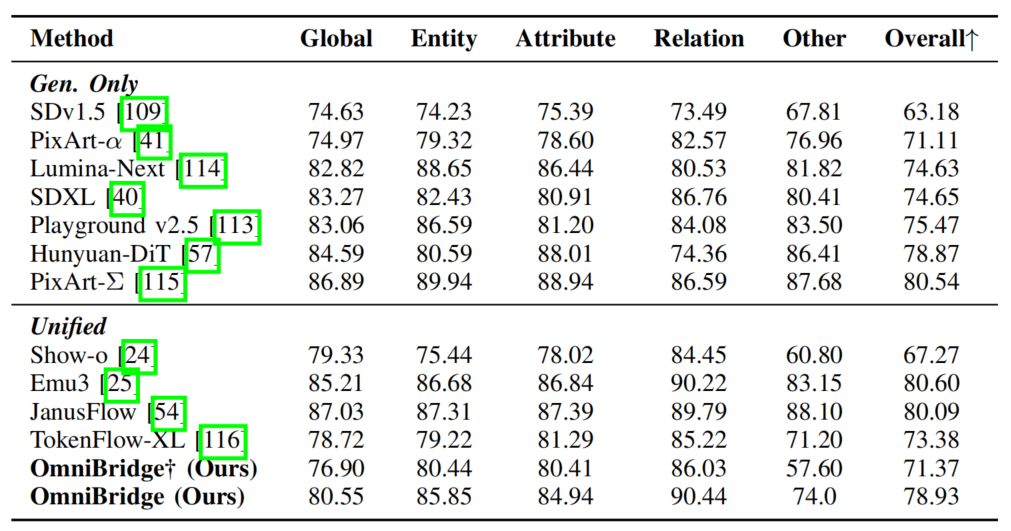 Method Global Entity Attribute Relation Other Overall↑
Gen. Only
SDv1.5 [109] 74.63 74.23 75.39 73.49 67.81 63.18
PixArt-α [41] 74.97 79.32 78.60 82.57 76.96 71.11
Lumina-Next [114] 82.82 88.65 86.44 80.53 81.82 74.63
SDXL [40] 83.27 82.43 80.91 86.76 80.41 74.65
Playground v2.5 [113] 83.06 86.59 81.20 84.08 83.50 75.47
Hunyuan-DiT [57] 84.59 80.59 88.01 74.36 86.41 78.87
PixArt-Σ [115] 86.89 89.94 88.94 86.59 87.68 80.54
Unified
Show-o [24] 79.33 75.44 78.02 84.45 60.80 67.27
Emu3 [25] 85.21 86.68 86.84 90.22 83.15 80.60
JanusFlow [54] 87.03 87.31 87.39 89.79 88.10 80.09
TokenFlow-XL [116] 78.72 79.22 81.29 85.22 71.20 73.38
OmniBridge† (Ours) 76.90 80.44 80.41 86.03 57.60 71.37
OmniBridge (Ours) 80.55 85.85 84.94 90.44 74.0 78.93